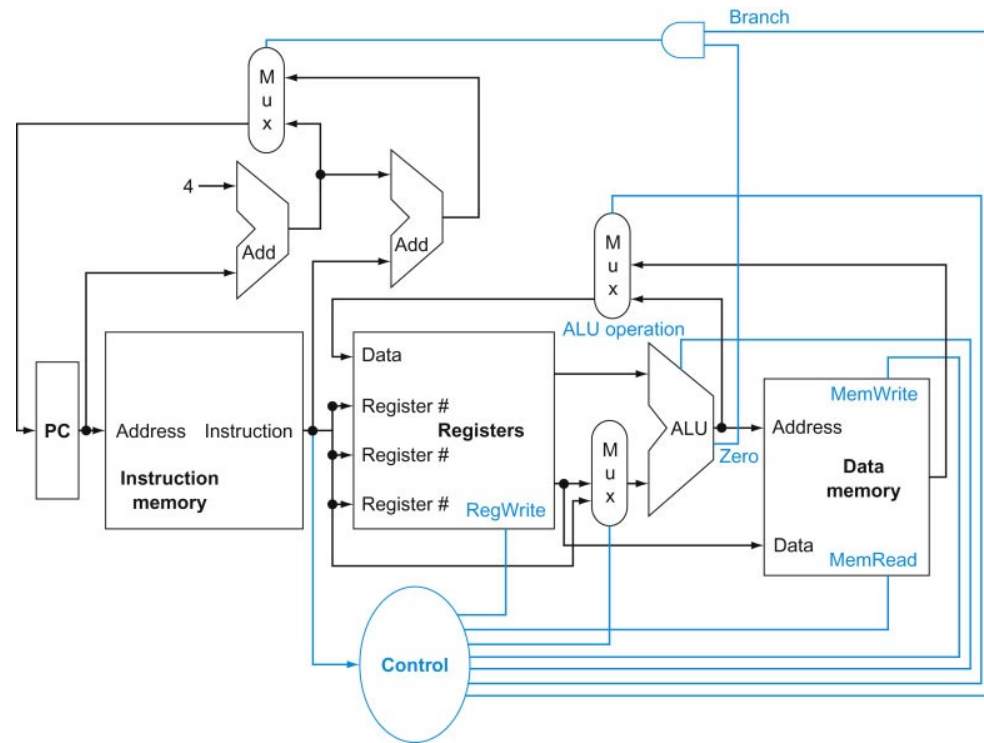 Branch
M
u
x
4
Add
Add
M
u
x
ALU operation
Data
Register #
Registers
Register #
Register #
RegWrite
PC
Address
Instruction
Instruction
memory
M
u
x
ALU
Zero
MemWrite
Address
Data
memory
Data
MemRead
Control